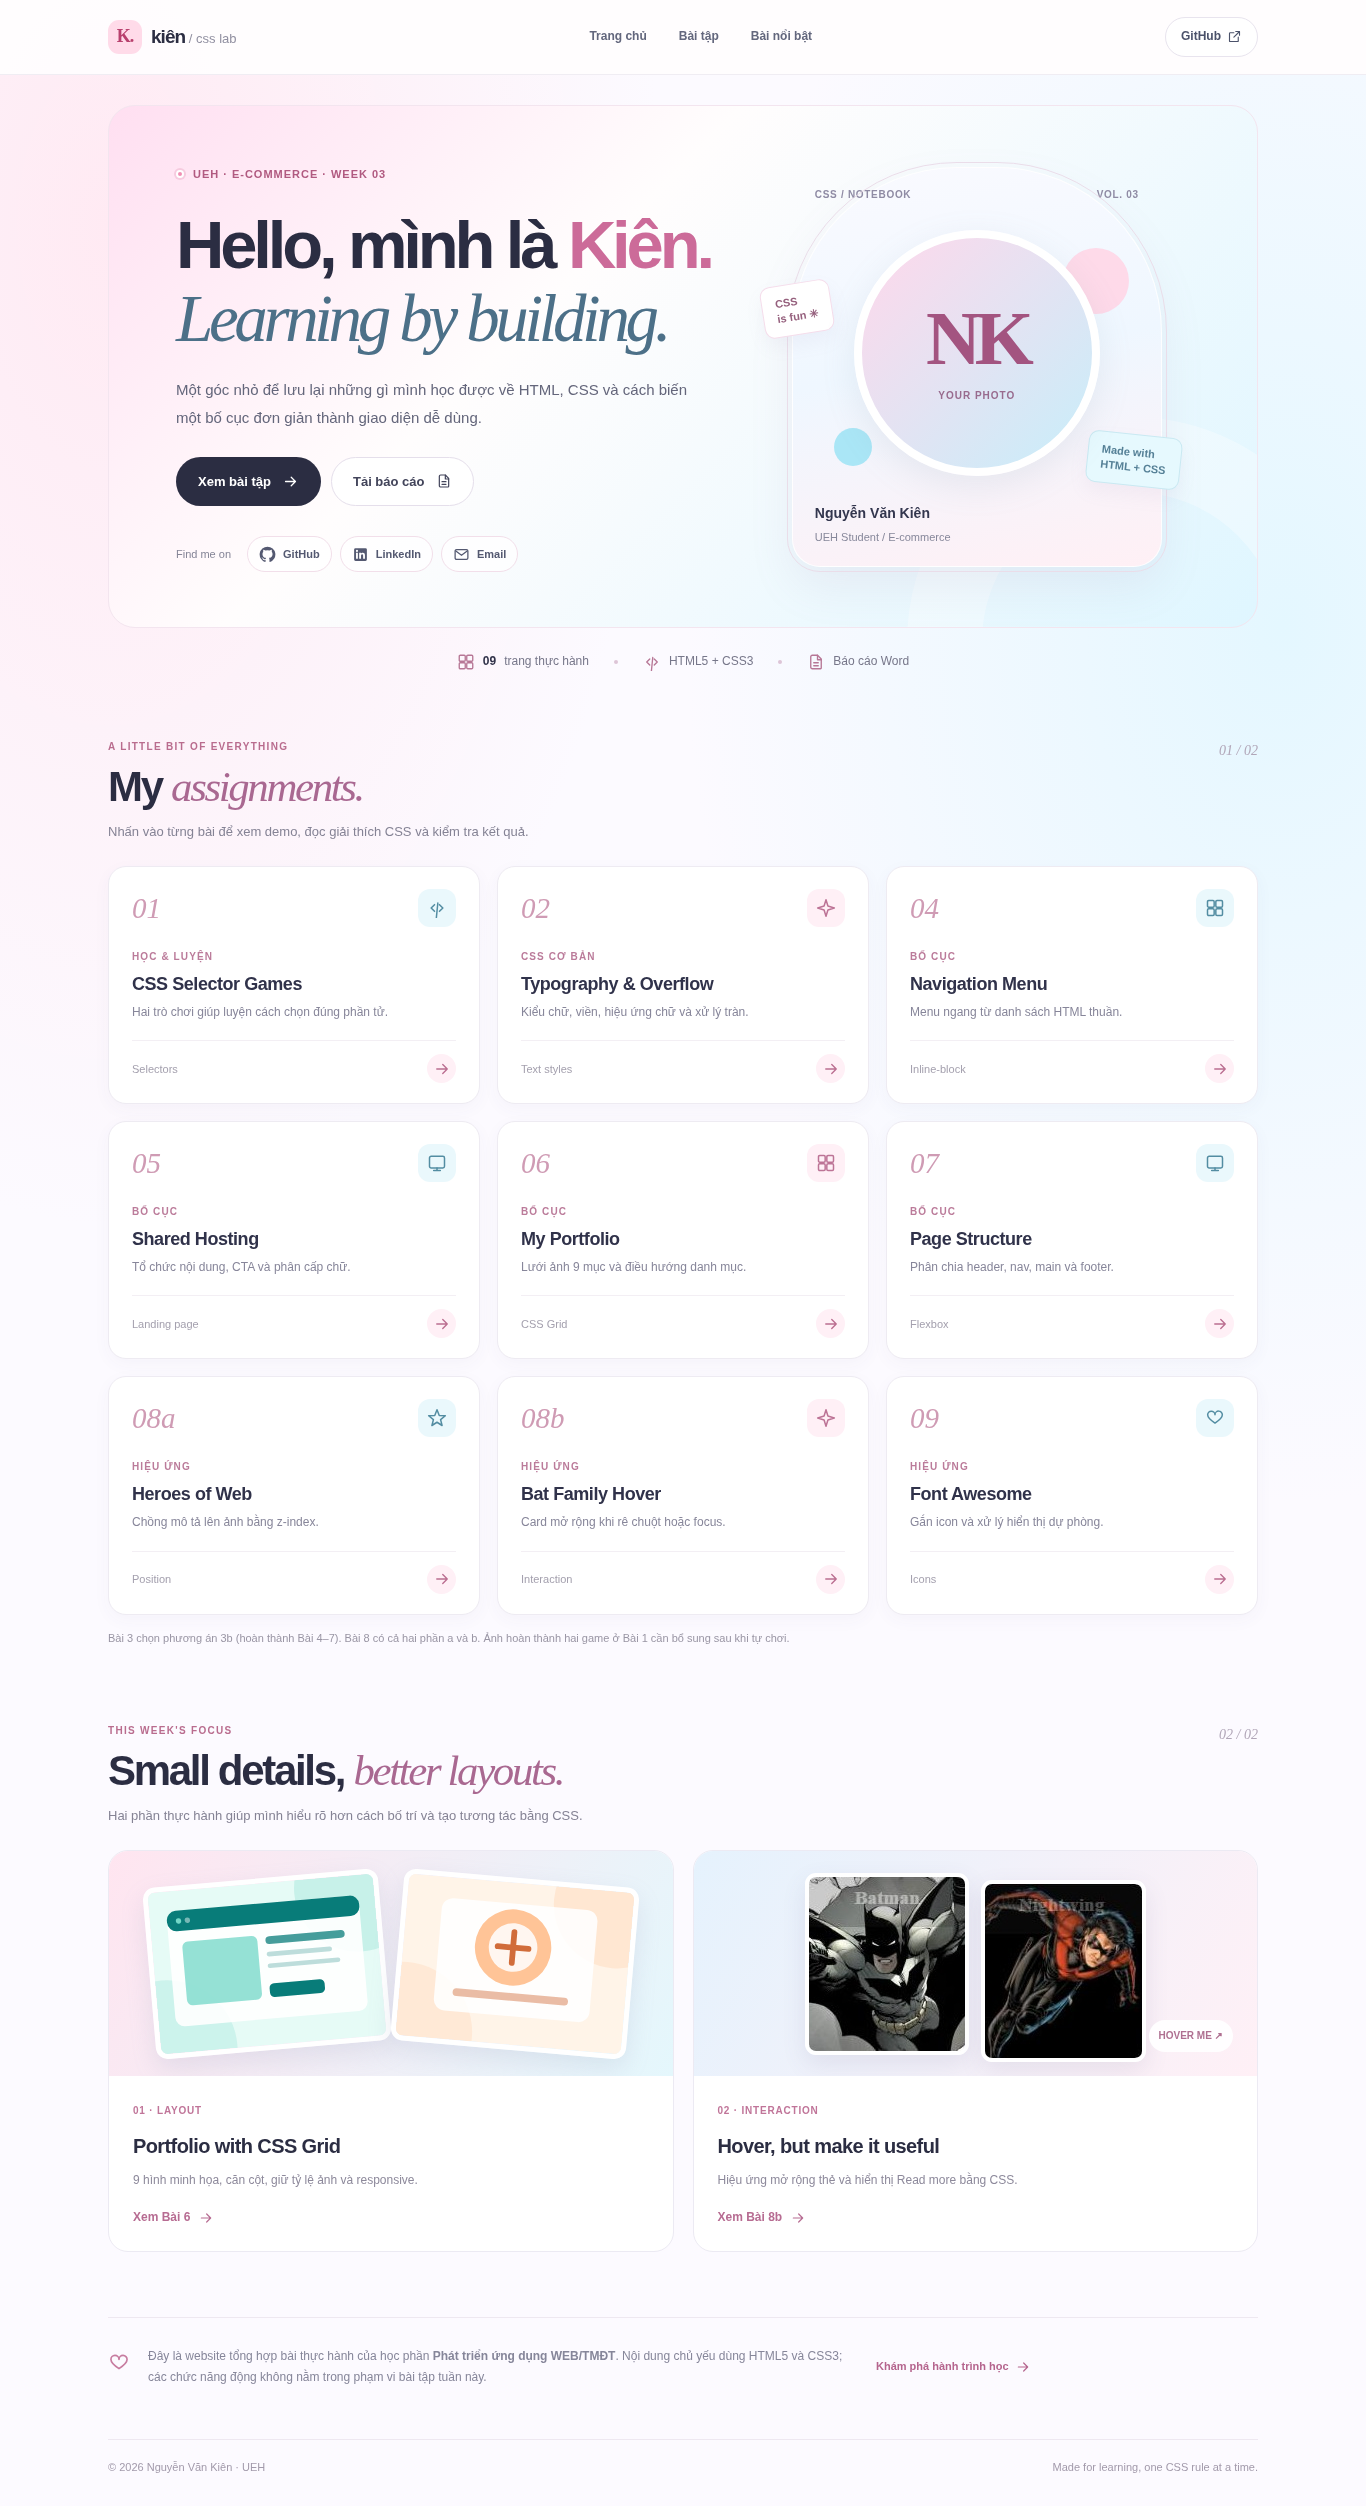 K. kiên / css lab
Trang chủ
Bài tập
Bài nổi bật
GitHub
UEH · E-COMMERCE · WEEK 03
Hello, mình là Kiên.
Learning by building.
Một góc nhỏ để lưu lại những gì mình học được về HTML, CSS và cách biến
một bố cục đơn giản thành giao diện dễ dùng.
Xem bài tập
Tải báo cáo
Find me on
GitHub
LinkedIn
Email
CSS / NOTEBOOK
VOL. 03
CSS
is fun ✳
NK
YOUR PHOTO
Made with
HTML + CSS
Nguyễn Văn Kiên
UEH Student / E-commerce
09 trang thực hành
HTML5 + CSS3
Báo cáo Word
A LITTLE BIT OF EVERYTHING
01 / 02
My assignments.
Nhấn vào từng bài để xem demo, đọc giải thích CSS và kiểm tra kết quả.
01
HỌC & LUYỆN
CSS Selector Games
Hai trò chơi giúp luyện cách chọn đúng phần tử.
Selectors
02
CSS CƠ BẢN
Typography & Overflow
Kiểu chữ, viền, hiệu ứng chữ và xử lý tràn.
Text styles
04
BỐ CỤC
Navigation Menu
Menu ngang từ danh sách HTML thuần.
Inline-block
05
BỐ CỤC
Shared Hosting
Tổ chức nội dung, CTA và phân cấp chữ.
Landing page
06
BỐ CỤC
My Portfolio
Lưới ảnh 9 mục và điều hướng danh mục.
CSS Grid
07
BỐ CỤC
Page Structure
Phân chia header, nav, main và footer.
Flexbox
08a
HIỆU ỨNG
Heroes of Web
Chồng mô tả lên ảnh bằng z-index.
Position
08b
HIỆU ỨNG
Bat Family Hover
Card mở rộng khi rê chuột hoặc focus.
Interaction
09
HIỆU ỨNG
Font Awesome
Gắn icon và xử lý hiển thị dự phòng.
Icons
Bài 3 chọn phương án 3b (hoàn thành Bài 4–7). Bài 8 có cả hai phần a và b. Ảnh hoàn thành hai game ở Bài 1 cần bổ sung sau khi tự chơi.
THIS WEEK'S FOCUS
02 / 02
Small details, better layouts.
Hai phần thực hành giúp mình hiểu rõ hơn cách bố trí và tạo tương tác bằng CSS.
Batman
Nightwing
HOVER ME ↗
01 · LAYOUT
Portfolio with CSS Grid
9 hình minh họa, căn cột, giữ tỷ lệ ảnh và responsive.
Xem Bài 6
02 · INTERACTION
Hover, but make it useful
Hiệu ứng mở rộng thẻ và hiển thị Read more bằng CSS.
Xem Bài 8b
Đây là website tổng hợp bài thực hành của học phần Phát triển ứng dụng WEB/TMĐT. Nội dung chủ yếu dùng HTML5 và CSS3;
các chức năng động không nằm trong phạm vi bài tập tuần này.
Khám phá hành trình học
© 2026 Nguyễn Văn Kiên · UEH
Made for learning, one CSS rule at a time.